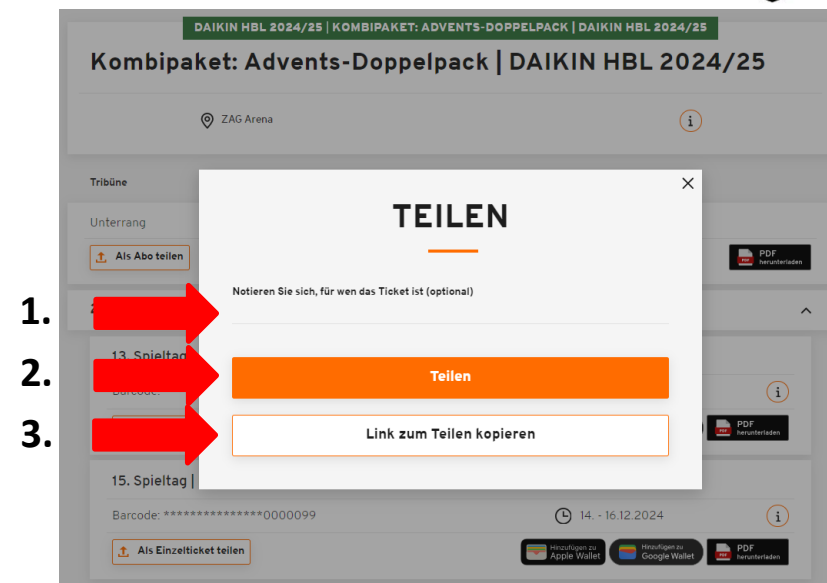 DAIKIN HBL 2024/25 | KOMBIPAKET: ADVENTS-DOPPELPACK | DAIKIN HBL 2024/25
Kombipaket: Advents-Doppelpack | DAIKIN HBL 2024/25
ZAG Arena
i
Tribüne
TEILEN
Unterrang
Als Abo teilen
PDF
PDF herunterladen
Notieren Sie sich, für wen das Ticket ist (optional)
1.
13. Spieltag
2.
Teilen
Barcode:
i
3.
Link zum Teilen kopieren
PDF
PDF herunterladen
15. Spieltag |
Barcode: ***************0000099
14. - 16.12.2024
i
Als Einzelticket teilen
Hinzufügen zu Apple Wallet
Hinzufügen zu Google Wallet
PDF
PDF herunterladen